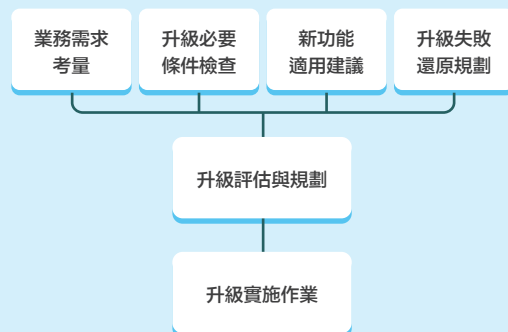 業務需求
考量
升級必要
條件檢查
新功能
適用建議
升級失敗
還原規劃
升級評估與規劃
升級實施作業